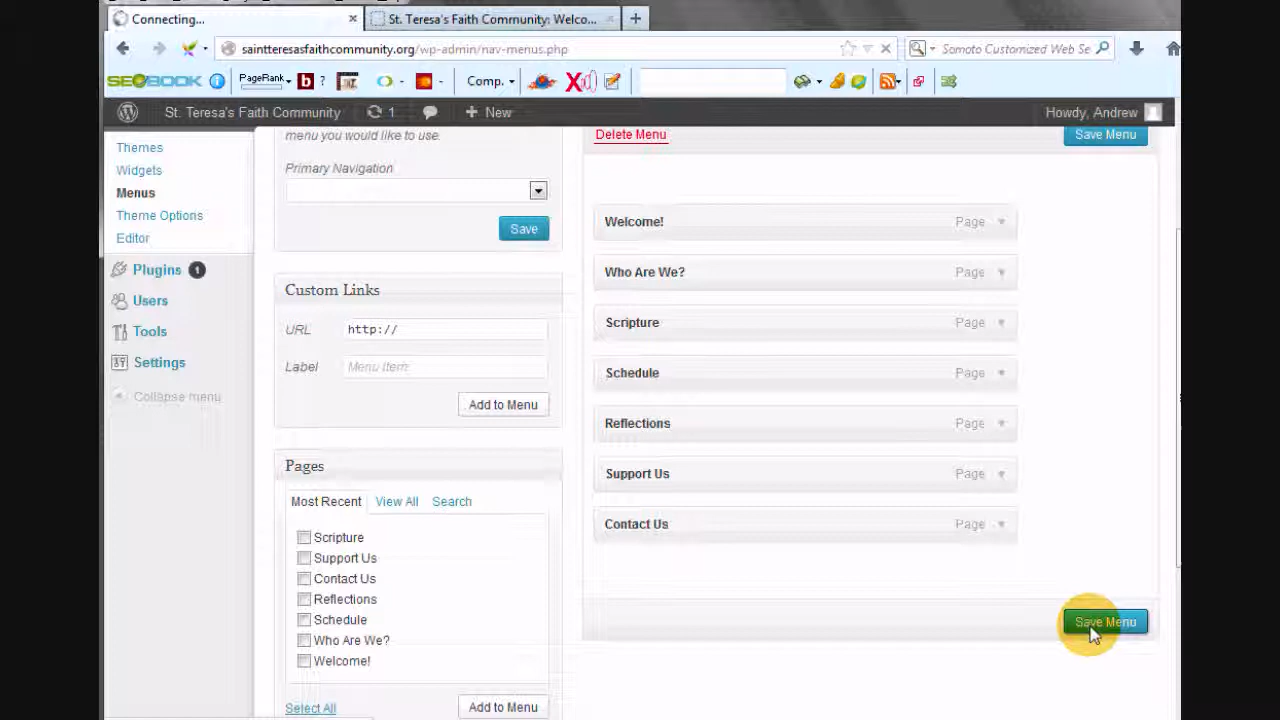 Connecting...
St. Teresa's Faith Community: Welco...
saintteresasfaithcommunity.org/wp-admin/nav-menus.php
Somoto Customized Web Se
SEOBOOK
PageRank
b
?
Comp.
St. Teresa's Faith Community
1
New
Howdy, Andrew
Themes
Widgets
Menus
Theme Options
Editor
Plugins 1
Users
Tools
Settings
Collapse menu
menu you would like to use.
Primary Navigation
Save
Custom Links
URL
http://
Label
Menu Item
Add to Menu
Pages
Most Recent
View All
Search
Scripture
Support Us
Contact Us
Reflections
Schedule
Who Are We?
Welcome!
Select All
Add to Menu
Delete Menu
Save Menu
Welcome! Page
Who Are We? Page
Scripture Page
Schedule Page
Reflections Page
Support Us Page
Contact Us Page
Save Menu